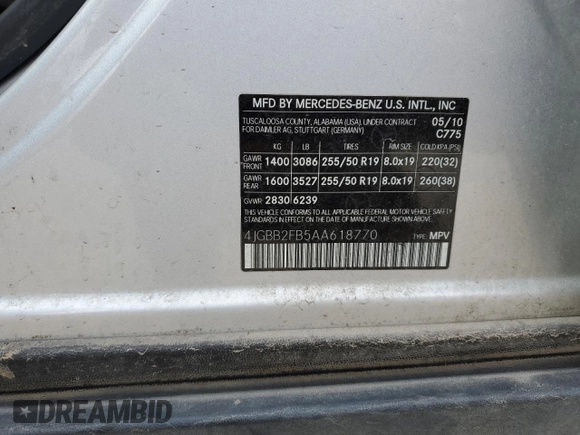 MFD BY MERCEDES-BENZ U.S. INTL., INC
TUSCALOOSA COUNTY, ALABAMA (USA), UNDER CONTRACT 05/10
FOR DAIMLER AG, STUTTGART (GERMANY) C775
KG LB TIRES RIM SIZE COLD KPA (PSI)
GAWR FRONT 1400 3086 255/50 R19 8.0x19 220(32)
GAWR REAR 1600 3527 255/50 R19 8.0x19 260(38)
GVWR 2830 6239
THIS VEHICLE CONFORMS TO ALL APPLICABLE FEDERAL MOTOR VEHICLE SAFETY
STANDARDS IN EFFECT ON THE DATE OF MANUFACTURE SHOWN ABOVE.
4JGBB2FB5AA618770 TYPE: MPV
DREAMBID